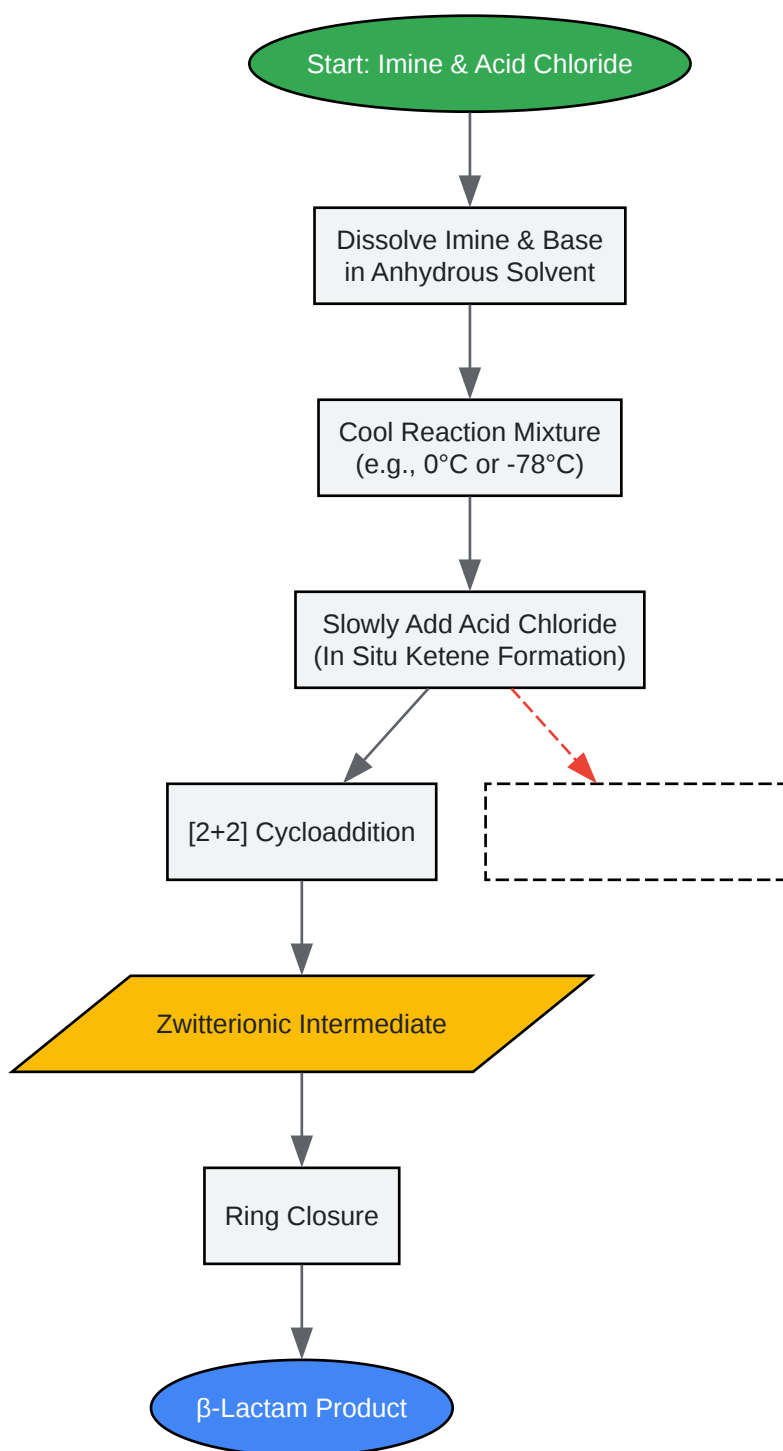 Start: Imine & Acid Chloride
Dissolve Imine & Base
in Anhydrous Solvent
Cool Reaction Mixture
(e.g., 0°C or -78°C)
Slowly Add Acid Chloride
(In Situ Ketene Formation)
[2+2] Cycloaddition
Zwitterionic Intermediate
Ring Closure
β-Lactam Product